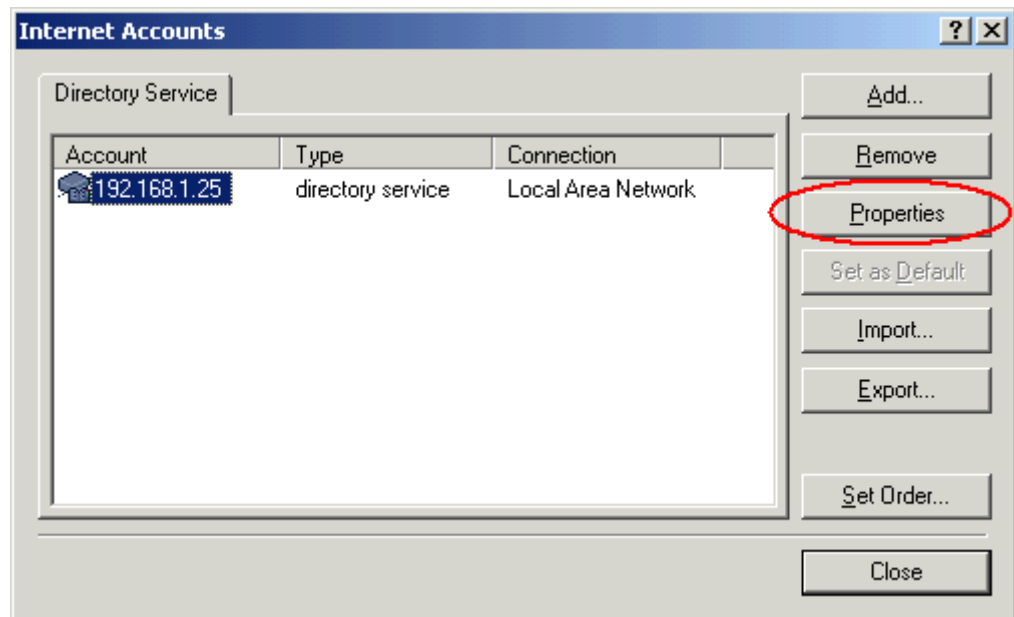 Internet Accounts
Directory Service
Add...
Account Type Connection
Remove
192.168.1.25 directory service Local Area Network
Properties
Set as Default
Import...
Export...
Set Order...
Close